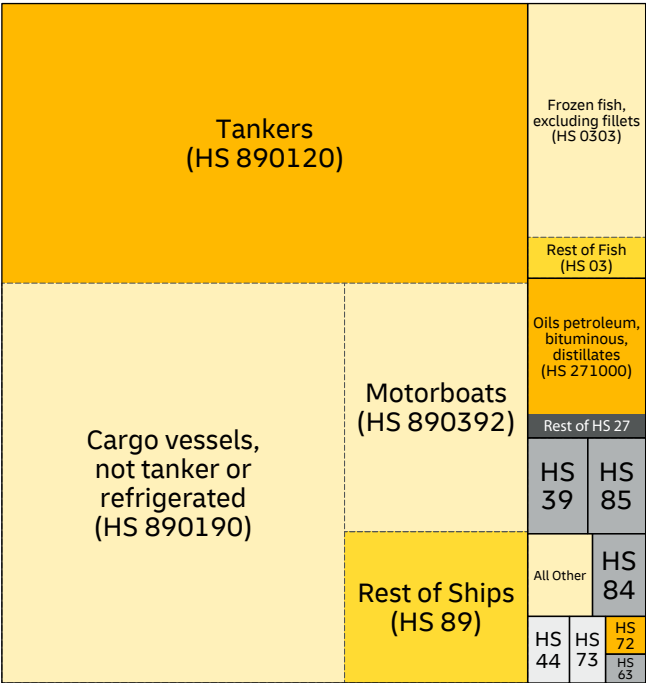 Tankers
(HS 890120)
Cargo vessels,
not tanker or
refrigerated
(HS 890190)
Motorboats
(HS 890392)
Rest of Ships
(HS 89)
Frozen fish,
excluding fillets
(HS 0303)
Rest of Fish
(HS 03)
Oils petroleum,
bituminous,
distillates
(HS 271000)
Rest of HS 27
HS
39
HS
85
All Other
HS
84
HS
44
HS
73
HS
72
HS
63